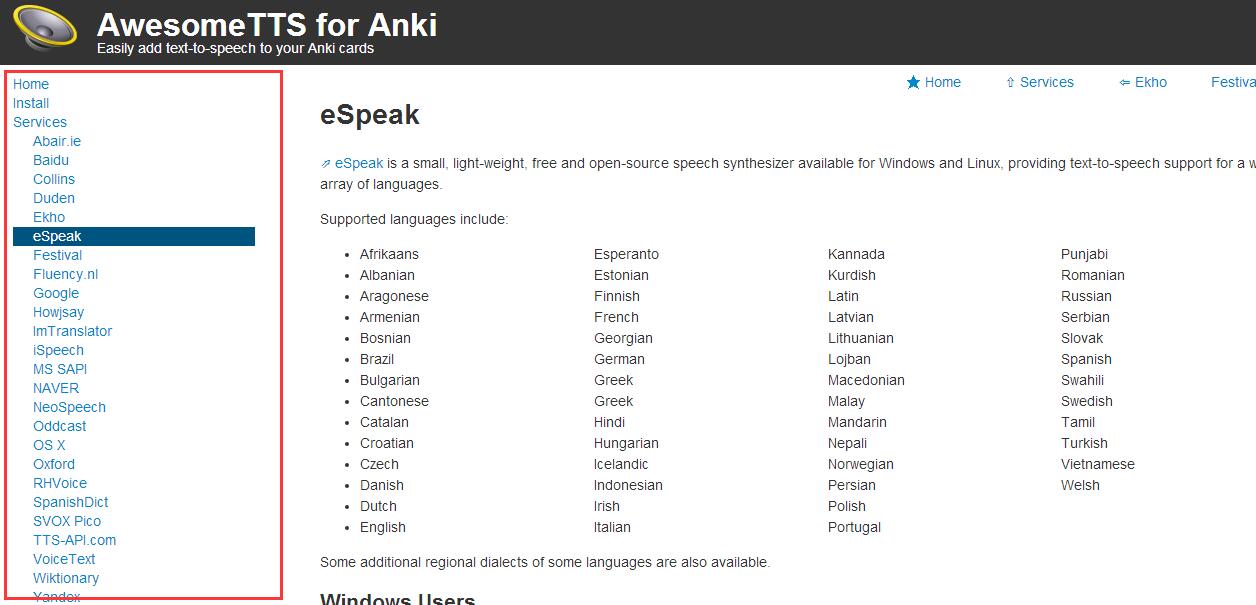 AwesomeTTS for Anki
Easily add text-to-speech to your Anki cards
Home
Install
Services
Abair.ie
Baidu
Collins
Duden
Ekho
eSpeak
Festival
Fluency.nl
Google
Howjsay
ImTranslator
iSpeech
MS SAPI
NAVER
NeoSpeech
Oddcast
OS X
Oxford
RHVoice
SpanishDict
SVOX Pico
TTS-API.com
VoiceText
Wiktionary
Yandex
★ Home ⇧ Services ⇦ Ekho Festiva
eSpeak
⇗ eSpeak is a small, light-weight, free and open-source speech synthesizer available for Windows and Linux, providing text-to-speech support for a w
array of languages.
Supported languages include:
• Afrikaans
• Albanian
• Aragonese
• Armenian
• Bosnian
• Brazil
• Bulgarian
• Cantonese
• Catalan
• Croatian
• Czech
• Danish
• Dutch
• English
Esperanto
Estonian
Finnish
French
Georgian
German
Greek
Greek
Hindi
Hungarian
Icelandic
Indonesian
Irish
Italian
Kannada
Kurdish
Latin
Latvian
Lithuanian
Lojban
Macedonian
Malay
Mandarin
Nepali
Norwegian
Persian
Polish
Portugal
Punjabi
Romanian
Russian
Serbian
Slovak
Spanish
Swahili
Swedish
Tamil
Turkish
Vietnamese
Welsh
Some additional regional dialects of some languages are also available.
Windows Users